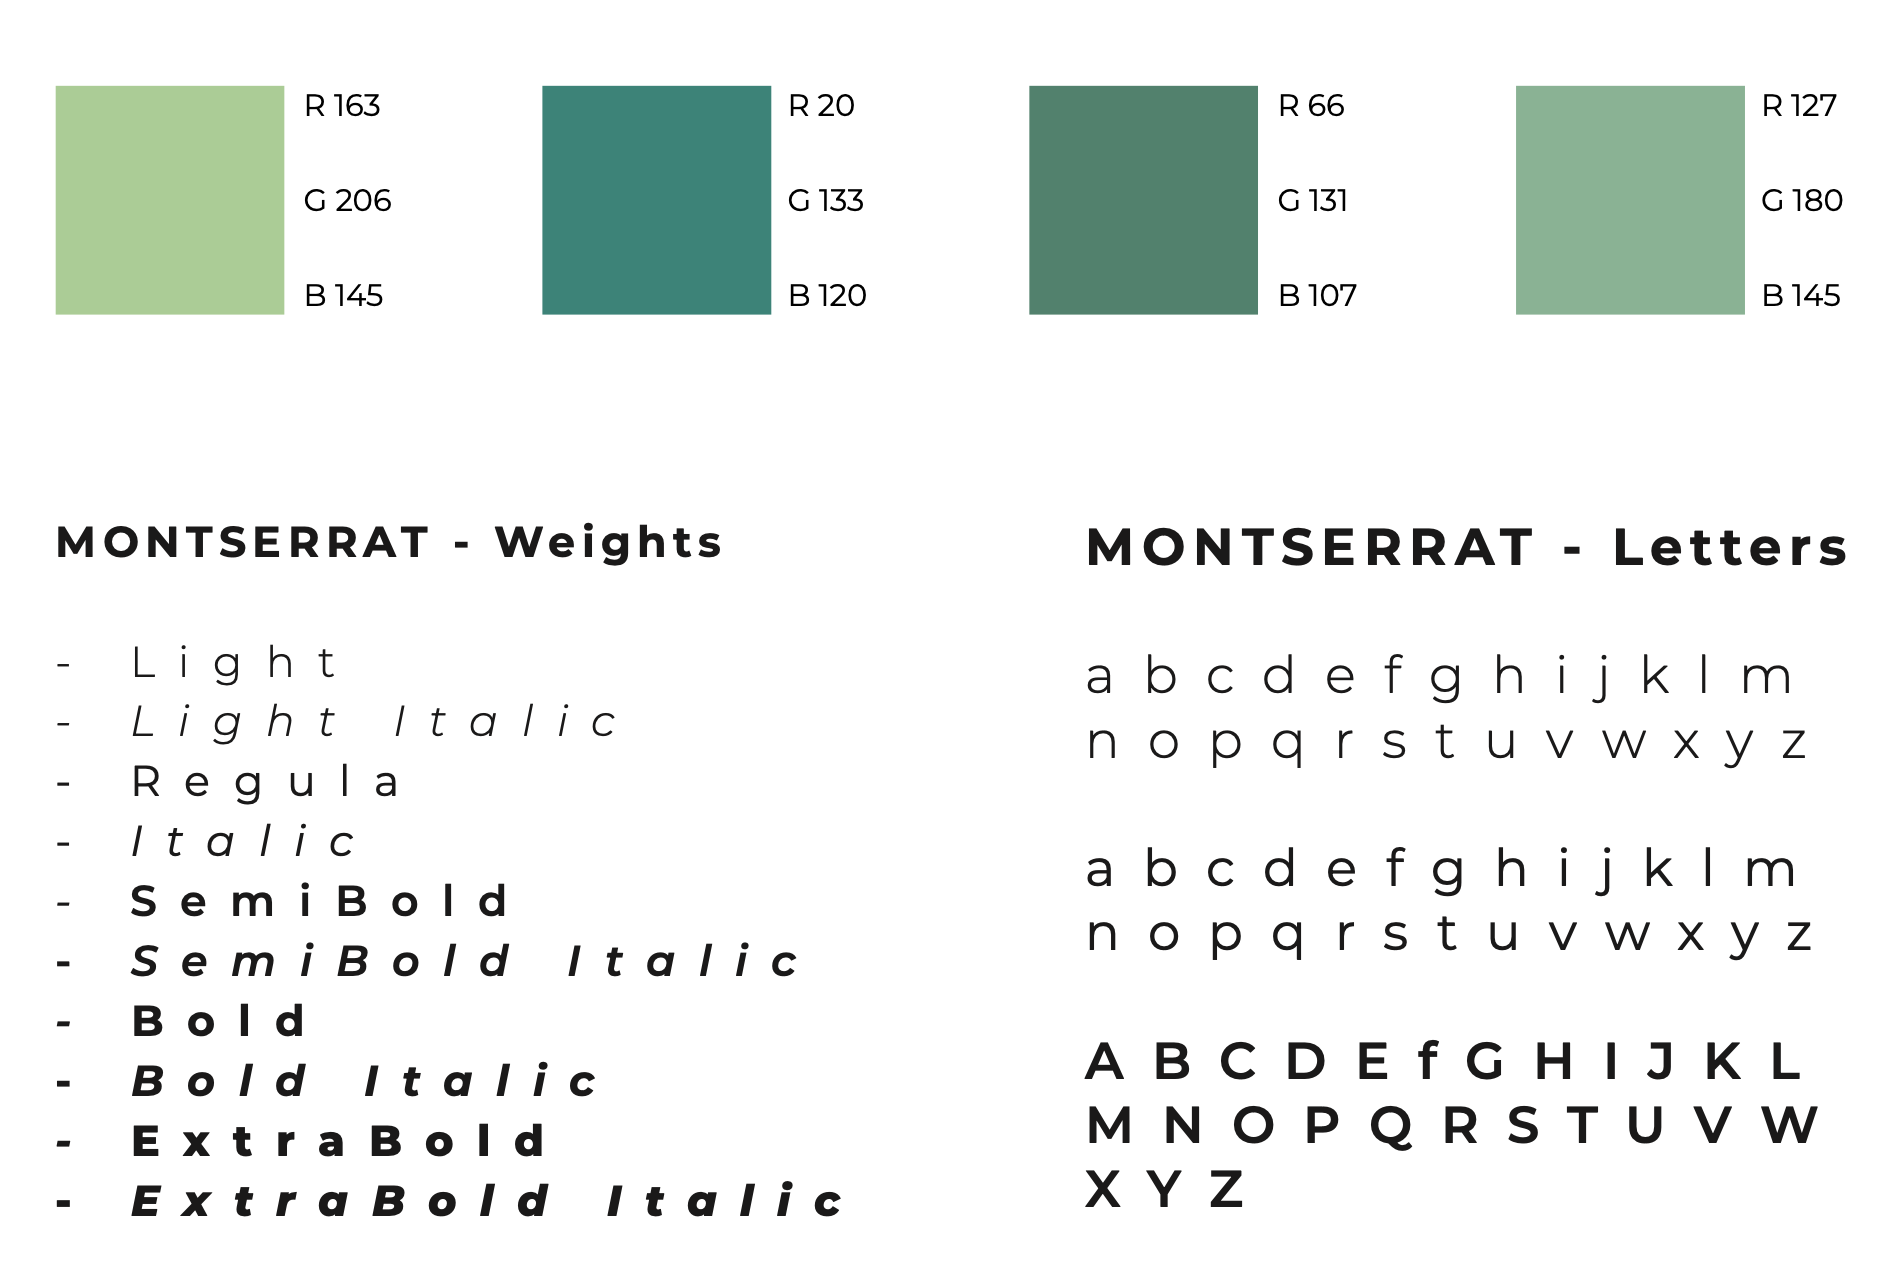 R 163
G 206
B 145
R 20
G 133
B 120
R 66
G 131
B 107
R 127
G 180
B 145
MONTSERRAT - Weights
- Light
- Light Italic
- Regula
- Italic
- SemiBold
- SemiBold Italic
- Bold
- Bold Italic
- ExtraBold
- ExtraBold Italic
MONTSERRAT - Letters
a b c d e f g h i j k l m
n o p q r s t u v w x y z
a b c d e f g h i j k l m
n o p q r s t u v w x y z
A B C D E f G H I J K L
M N O P Q R S T U V W
X Y Z